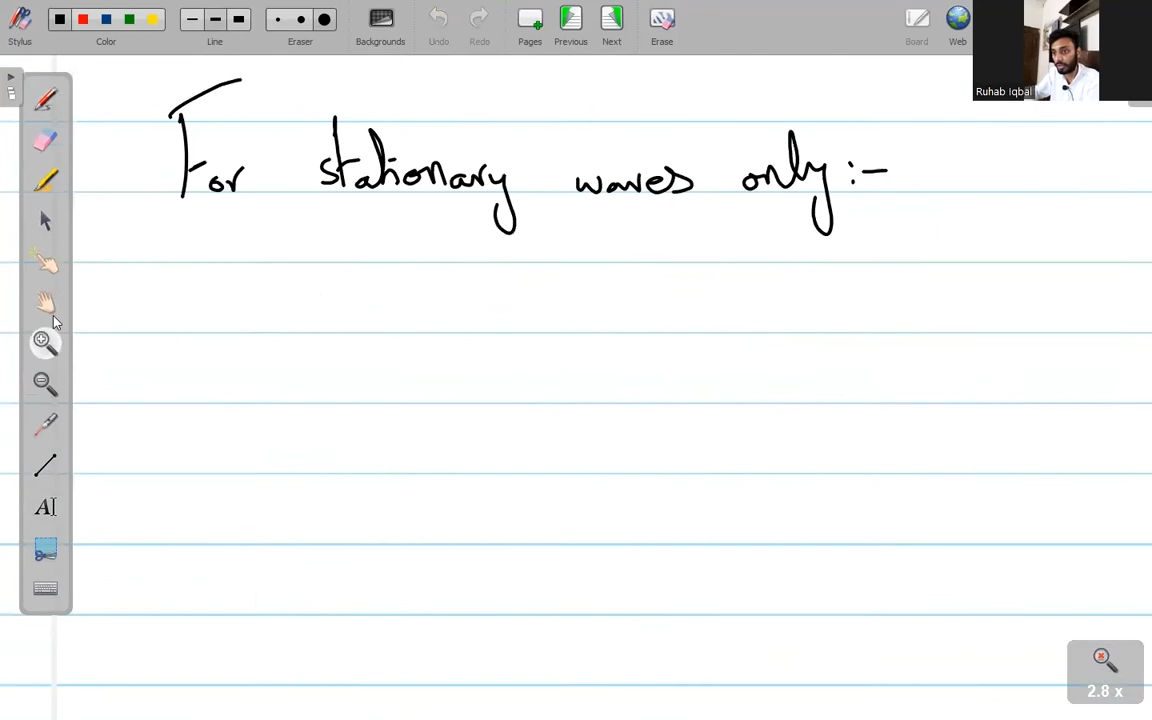 Stylus Color Line Eraser Backgrounds Undo Redo Pages Previous Next Erase Board Web
Ruhab Iqbal
For stationary waves only:-
A
2.8 x